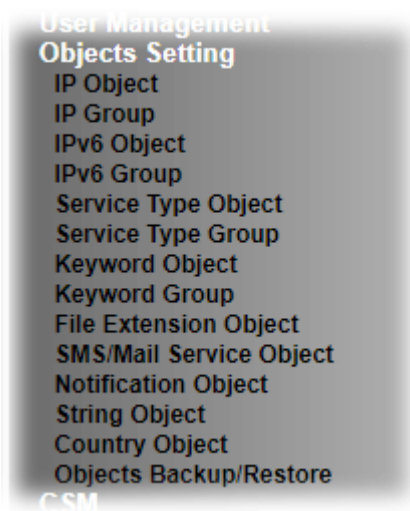 User Management
Objects Setting
IP Object
IP Group
IPv6 Object
IPv6 Group
Service Type Object
Service Type Group
Keyword Object
Keyword Group
File Extension Object
SMS/Mail Service Object
Notification Object
String Object
Country Object
Objects Backup/Restore
CSM